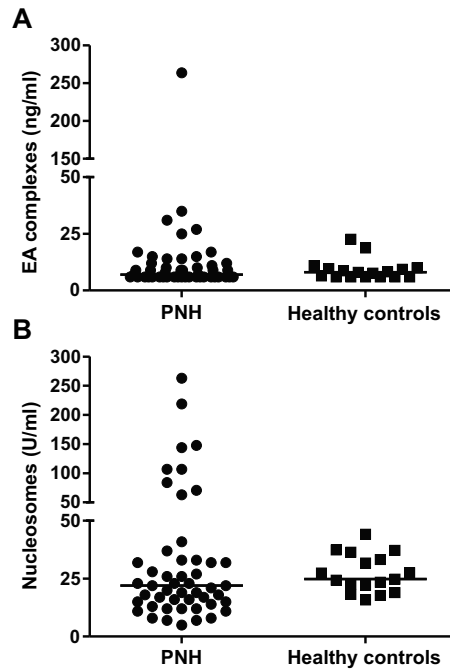 A
EA complexes (ng/ml)
300
250
200
150
50
25
0
PNH
Healthy controls
B
Nucleosomes (U/ml)
300
250
200
150
100
50
50
25
0
PNH
Healthy controls